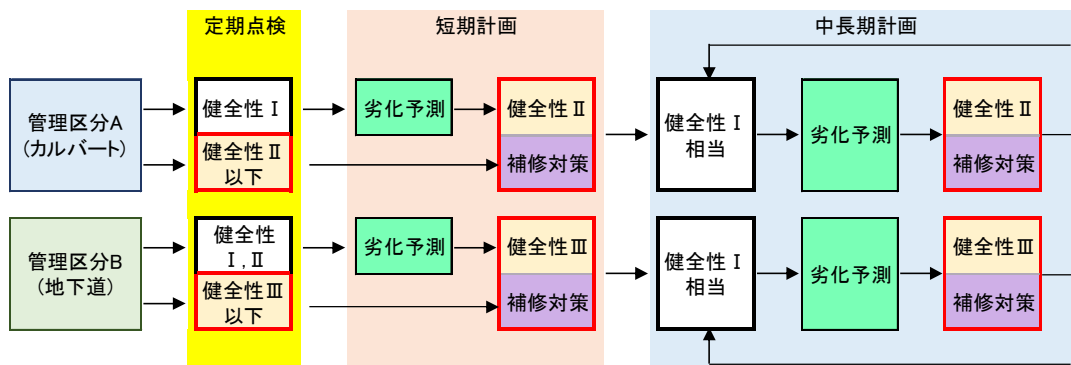 定期点検
短期計画
中長期計画
管理区分A
(カルバート)
健全性Ⅰ
健全性Ⅱ
以下
劣化予測
健全性Ⅱ
補修対策
健全性Ⅰ
相当
劣化予測
健全性Ⅱ
補修対策
管理区分B
(地下道)
健全性
Ⅰ,Ⅱ
健全性Ⅲ
以下
劣化予測
健全性Ⅲ
補修対策
健全性Ⅰ
相当
劣化予測
健全性Ⅲ
補修対策